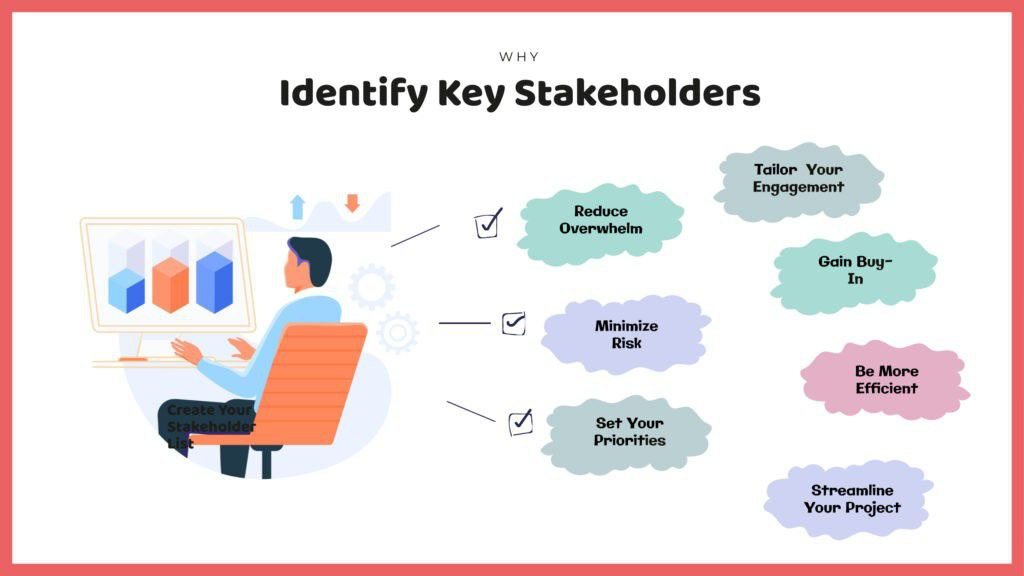 WHY
Identify Key Stakeholders
Reduce
Overwhelm
Minimize
Risk
Set Your
Priorities
Tailor Your
Engagement
Gain Buy-
In
Be More
Efficient
Streamline
Your Project
Create Your
Stakeholder
List